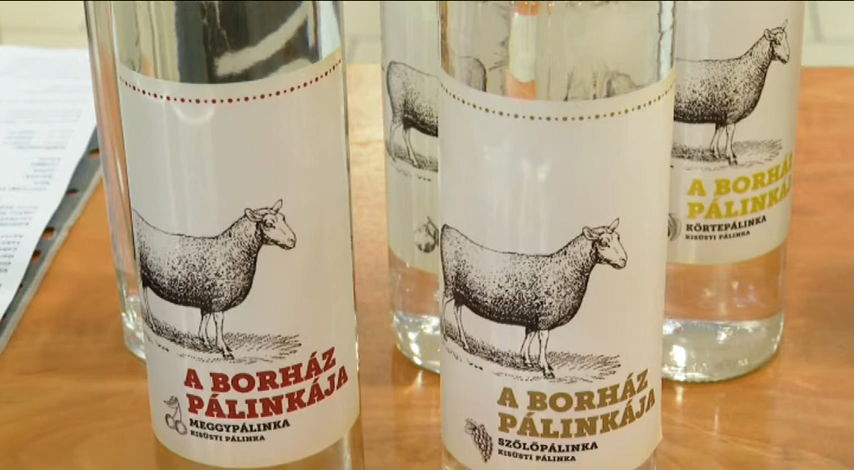 A BORHÁZ
PÁLINKÁJA
MEGGYPÁLINKA
KISÜSTI PÁLINKA
A BORHÁZ
PÁLINKÁJA
SZŐLŐPÁLINKA
KISÜSTI PÁLINKA
A BORHÁZ
PÁLINKÁJA
KÖRTEPÁLINKA
KISÜSTI PÁLINKA